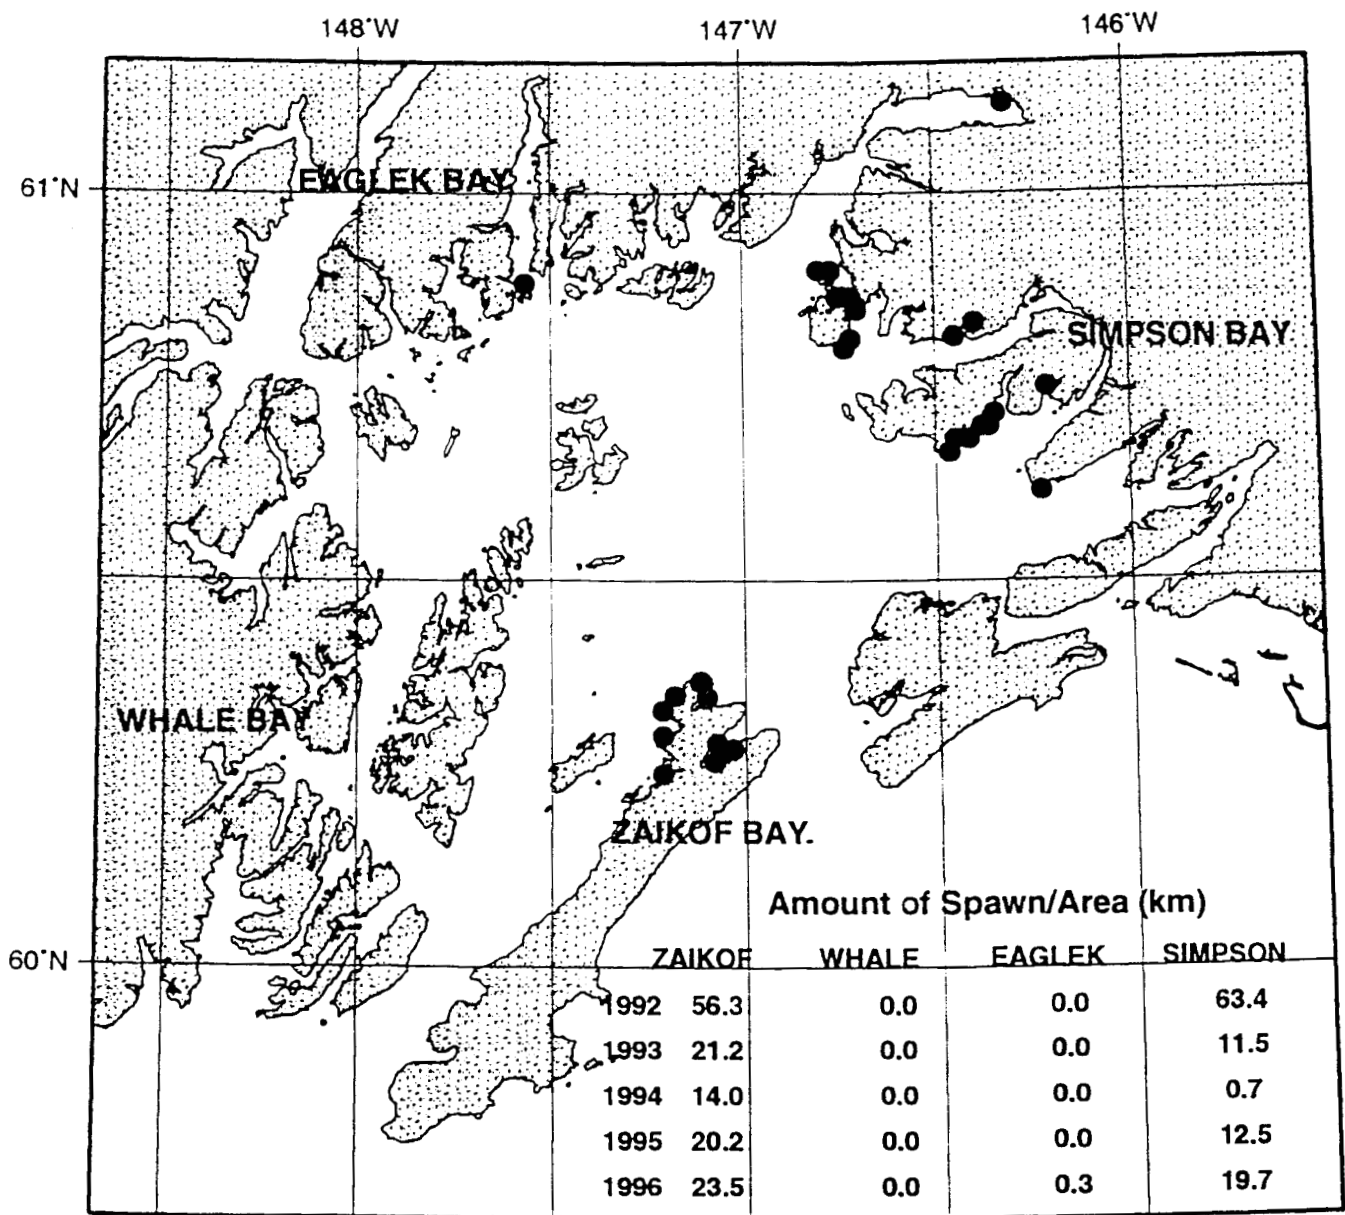 148°W 147°W 146°W
61°N
EAGLEK BAY
SIMPSON BAY
WHALE BAY
ZAIKOF BAY.
Amount of Spawn/Area (km)
60°N
ZAIKOF WHALE EAGLEK SIMPSON
1992 56.3 0.0 0.0 63.4
1993 21.2 0.0 0.0 11.5
1994 14.0 0.0 0.0 0.7
1995 20.2 0.0 0.0 12.5
1996 23.5 0.0 0.3 19.7